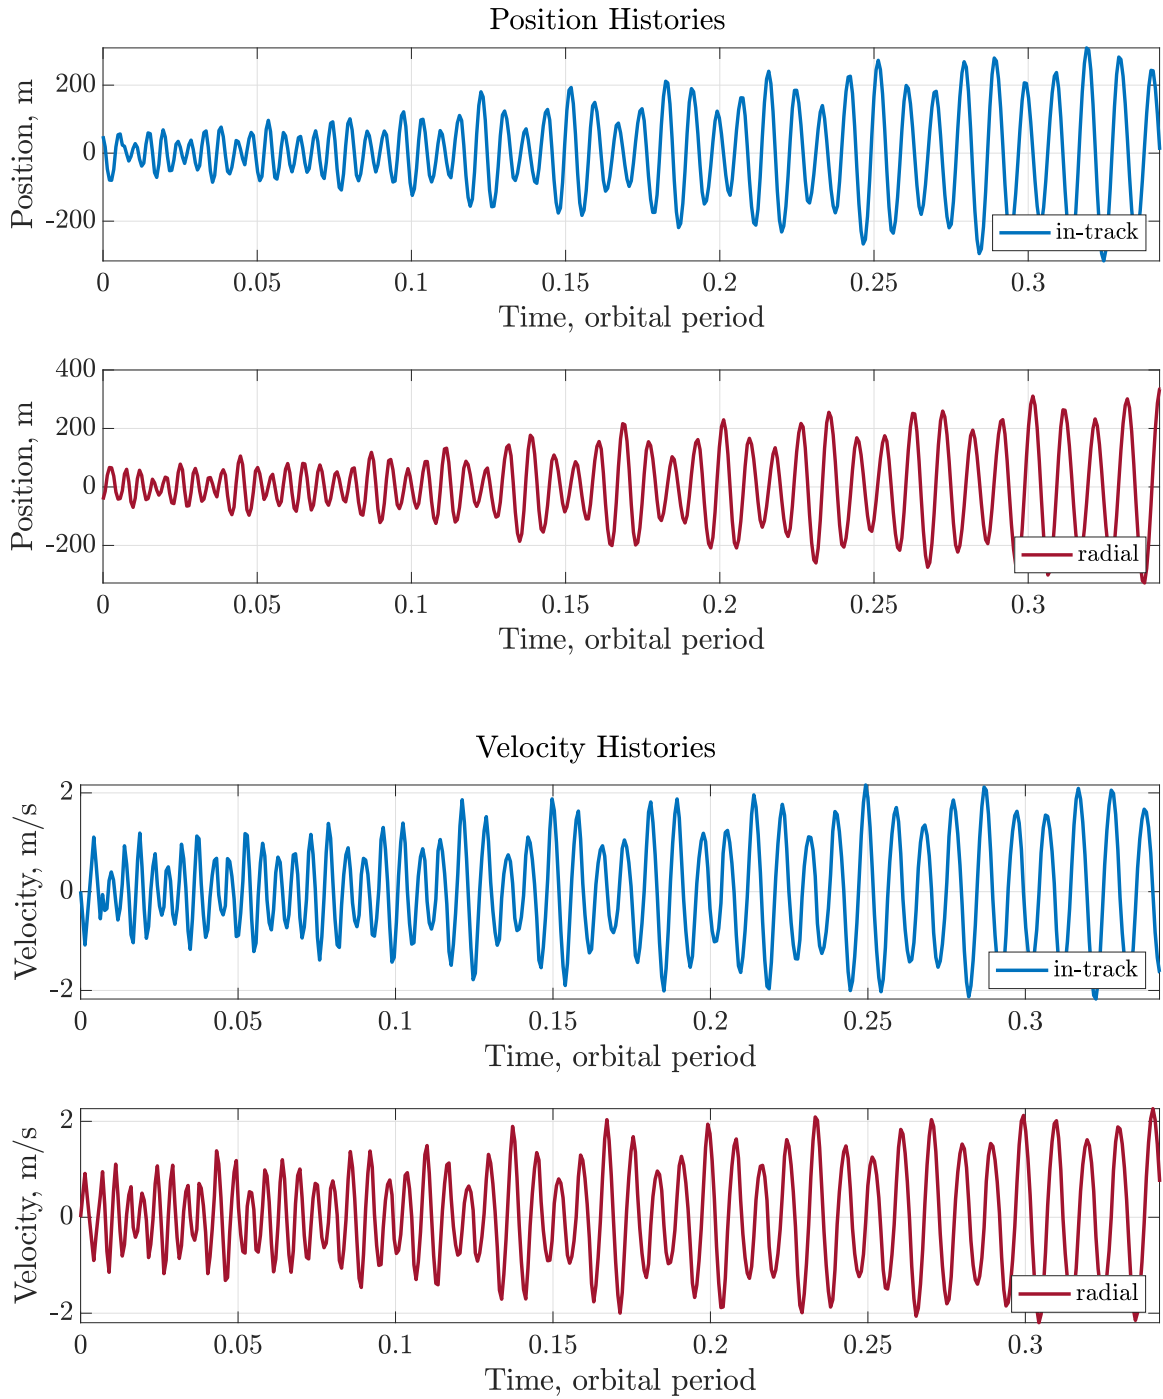 Position Histories
200
0
-200
Position, m
in-track
0 0.05 0.1 0.15 0.2 0.25 0.3
Time, orbital period
400
200
0
-200
Position, m
radial
0 0.05 0.1 0.15 0.2 0.25 0.3
Time, orbital period
Velocity Histories
2
0
-2
Velocity, m/s
in-track
0 0.05 0.1 0.15 0.2 0.25 0.3
Time, orbital period
2
0
-2
Velocity, m/s
radial
0 0.05 0.1 0.15 0.2 0.25 0.3
Time, orbital period